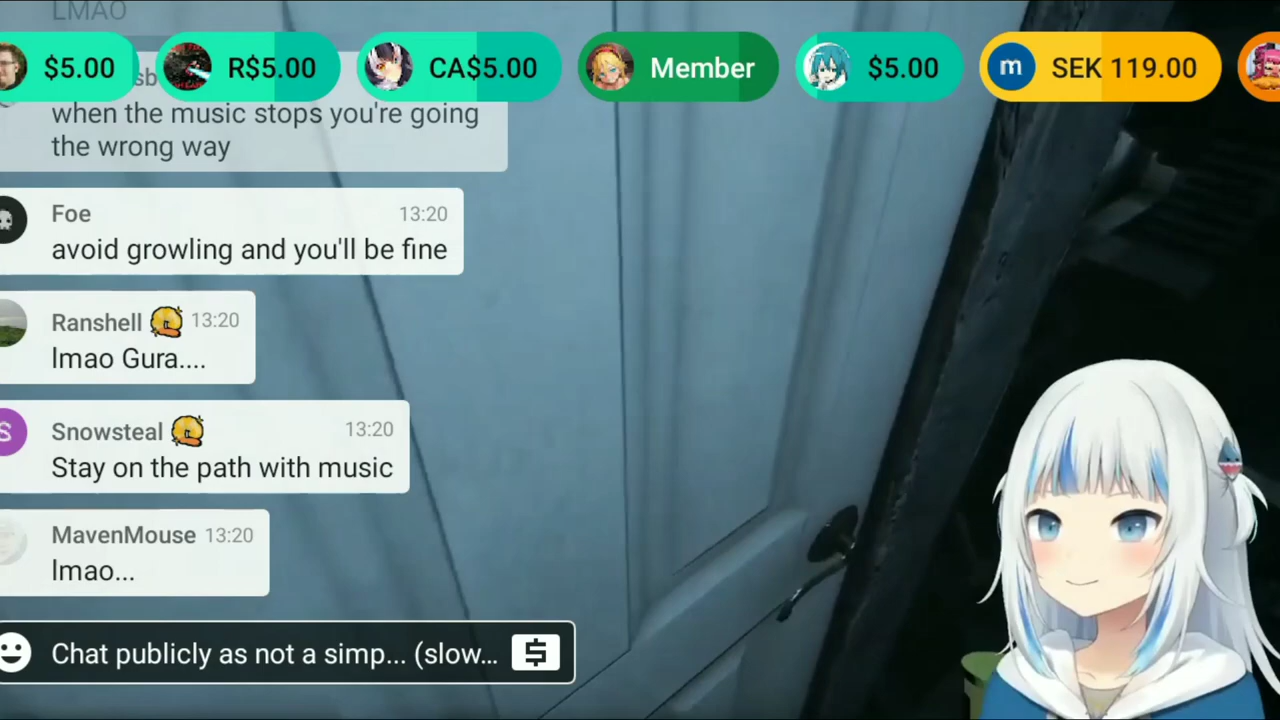 LMAO
$5.00
R$5.00
CA$5.00
Member
$5.00
m
SEK 119.00
when the music stops you're going
the wrong way
Foe 13:20
avoid growling and you'll be fine
Ranshell 13:20
lmao Gura....
S
Snowsteal 13:20
Stay on the path with music
MavenMouse 13:20
lmao...
Chat publicly as not a simp... (slow...
$